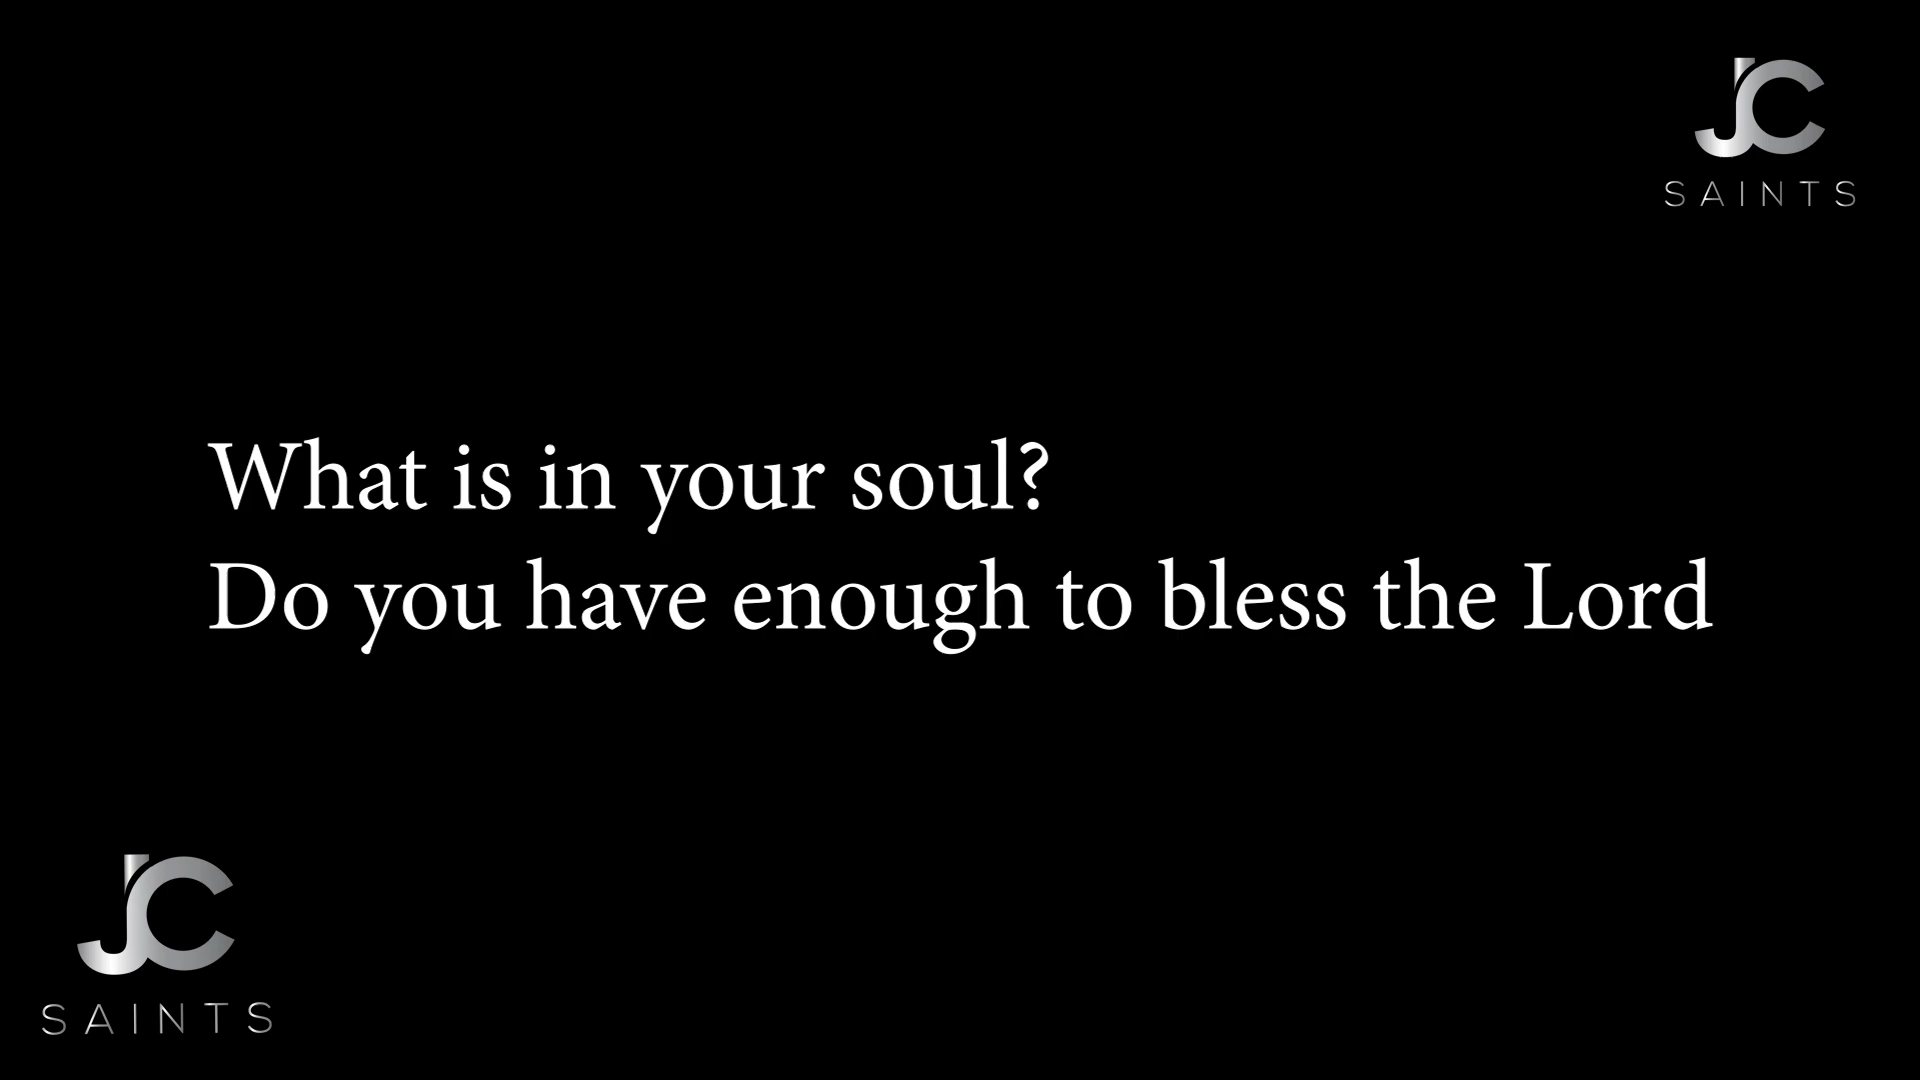 JC
SAINTS
What is in your soul?
Do you have enough to bless the Lord
JC
SAINTS